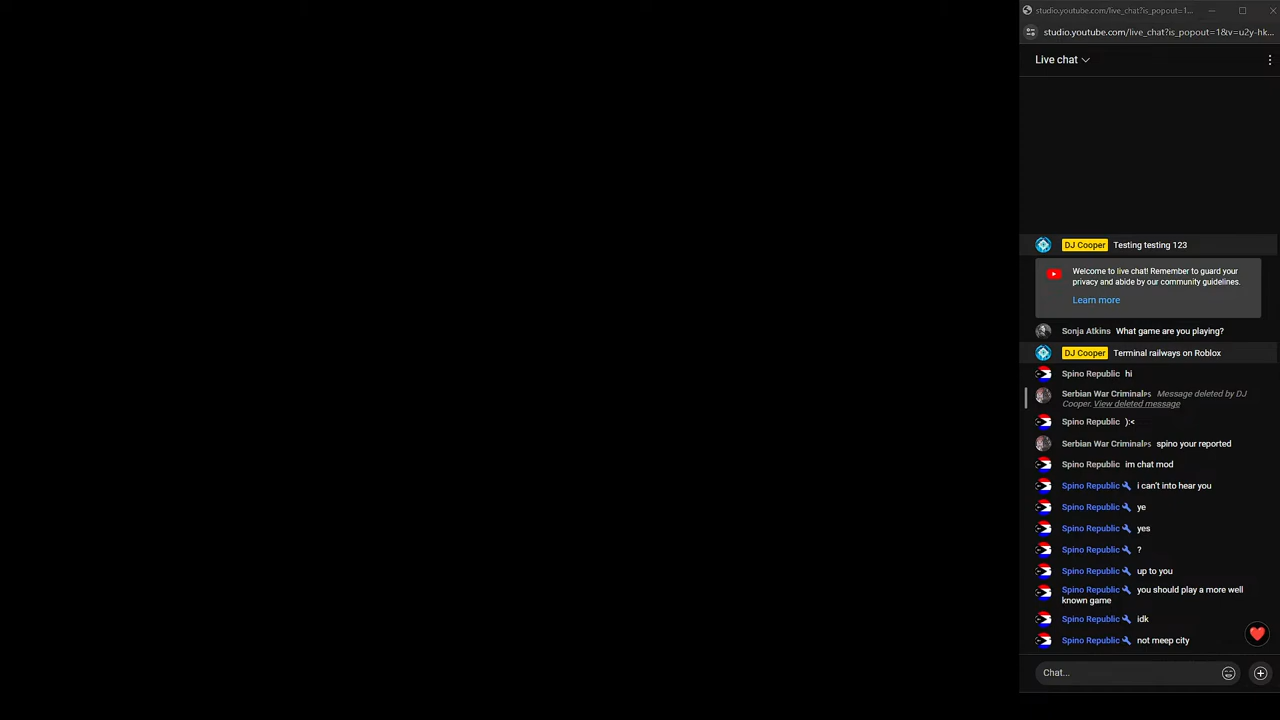 studio.youtube.com/live_chat?is_popout=1...
studio.youtube.com/live_chat?is_popout=1&v=u2y-hk...
Live chat
DJ Cooper Testing testing 123
Welcome to live chat! Remember to guard your
privacy and abide by our community guidelines.
Learn more
Sonja Atkins What game are you playing?
DJ Cooper Terminal railways on Roblox
Spino Republic hi
Serbian War CriminalPS Message deleted by DJ
Cooper. View deleted message
Spino Republic ):<
Serbian War CriminalPS spino your reported
Spino Republic im chat mod
Spino Republic i can't into hear you
Spino Republic ye
Spino Republic yes
Spino Republic ?
Spino Republic up to you
Spino Republic you should play a more well
known game
Spino Republic idk
Spino Republic not meep city
Chat...